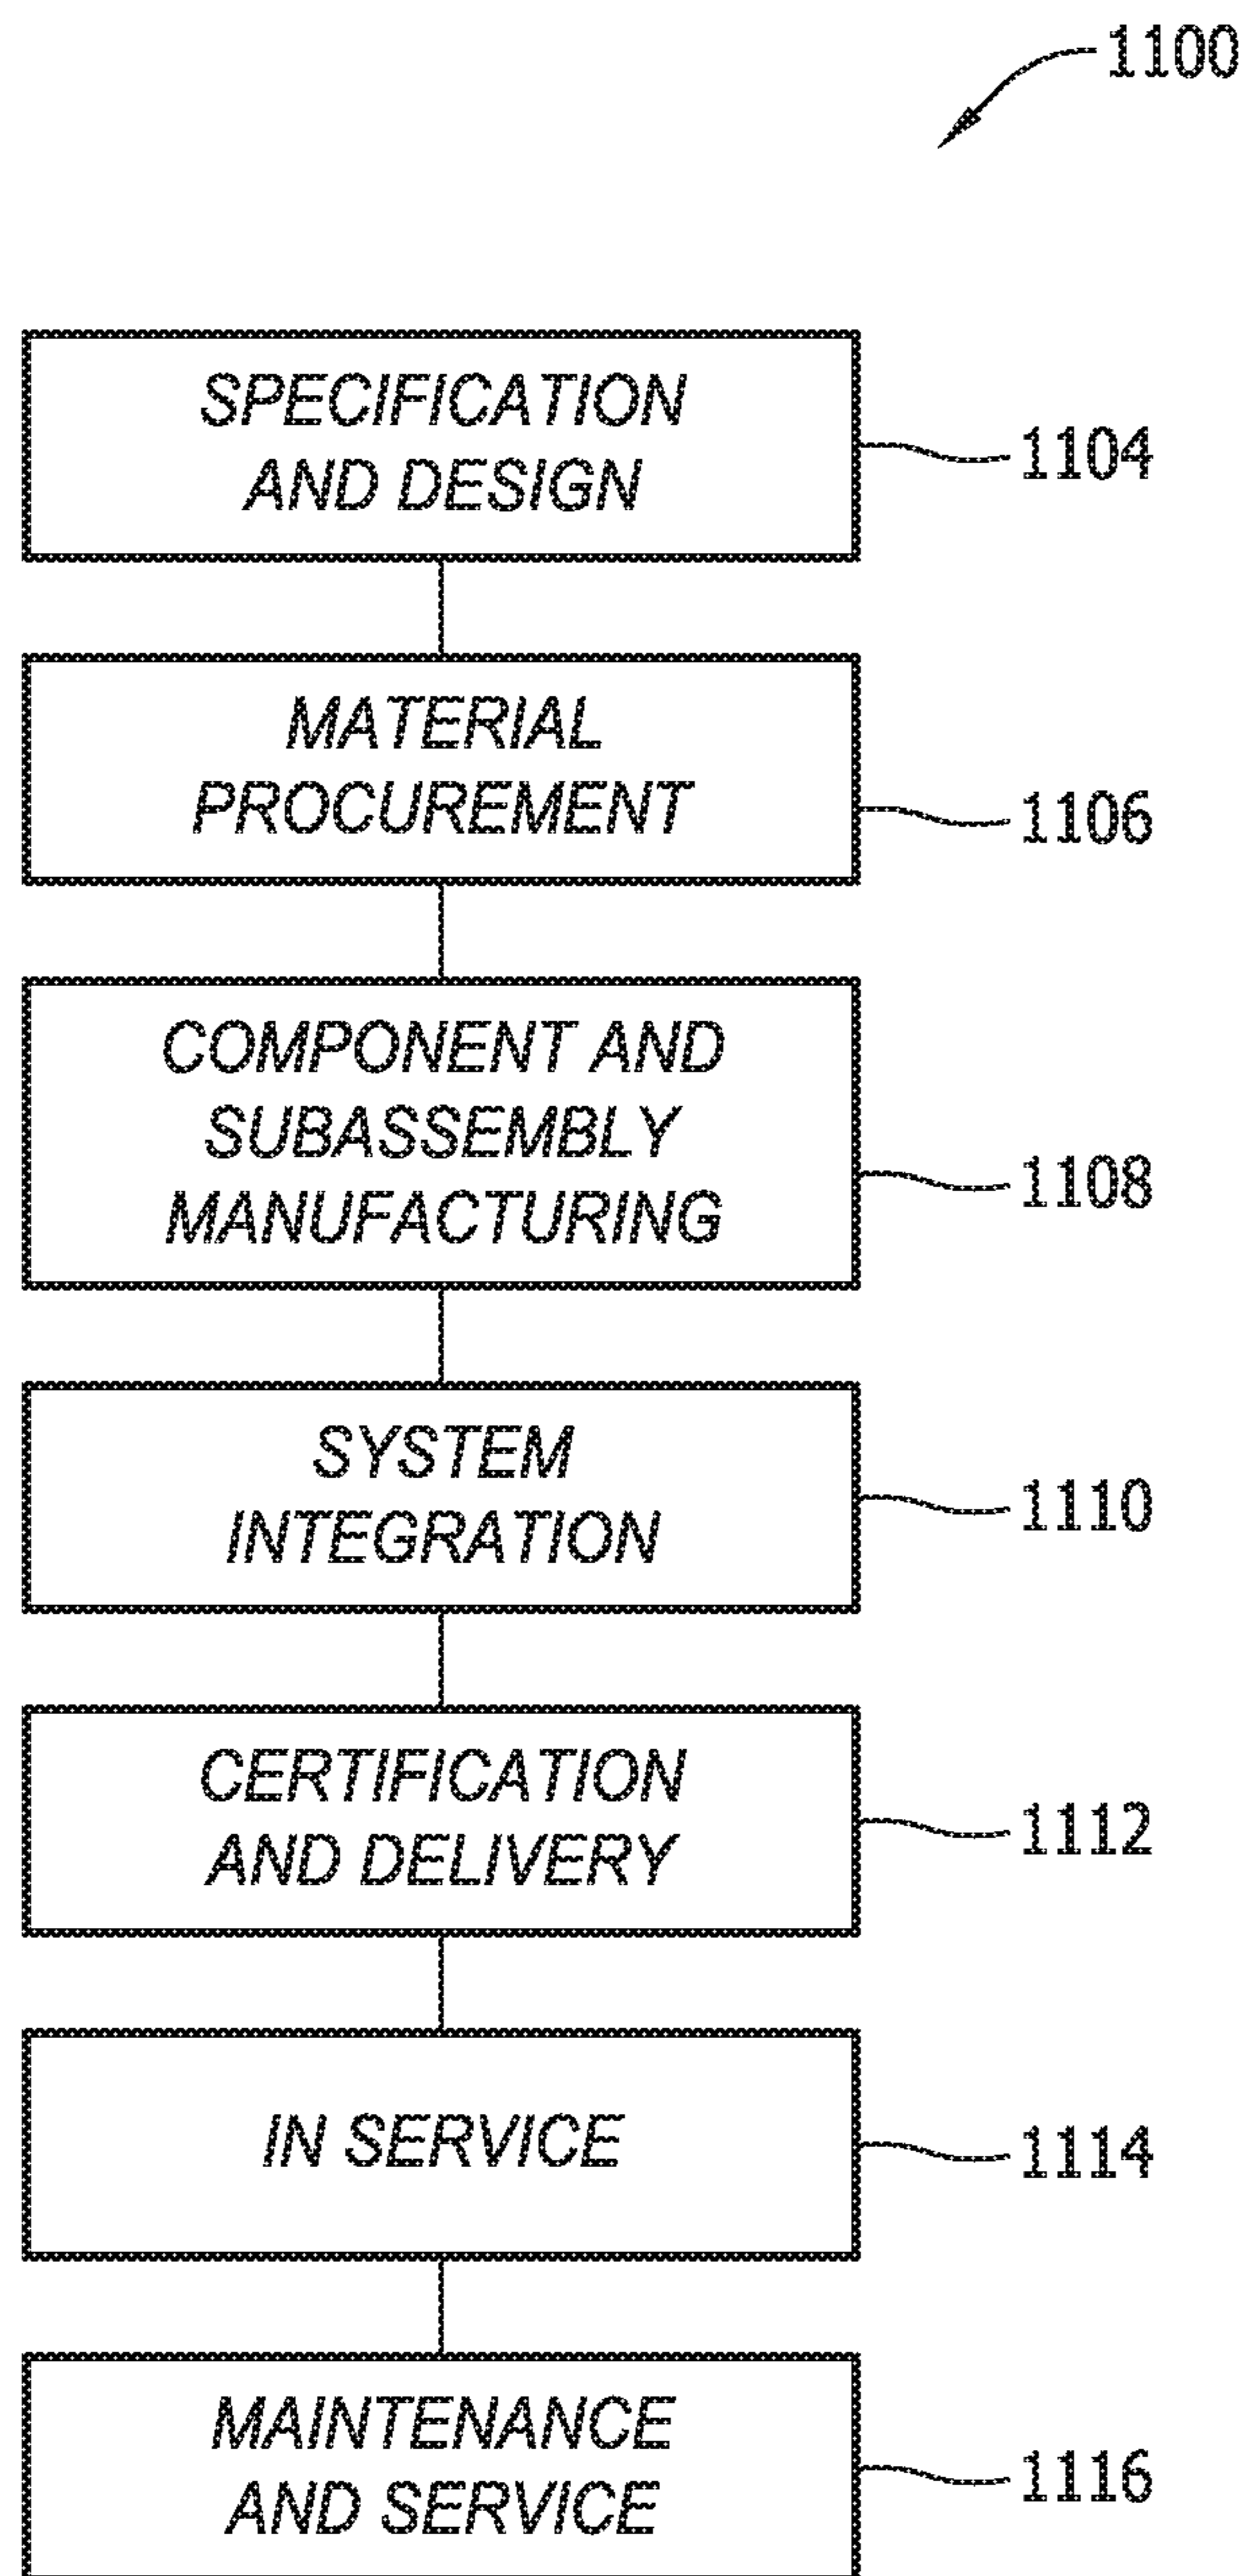 1100
SPECIFICATION
AND DESIGN
1104
MATERIAL
PROCUREMENT
1106
COMPONENT AND
SUBASSEMBLY
MANUFACTURING
1108
SYSTEM
INTEGRATION
1110
CERTIFICATION
AND DELIVERY
1112
IN SERVICE
1114
MAINTENANCE
AND SERVICE
1116